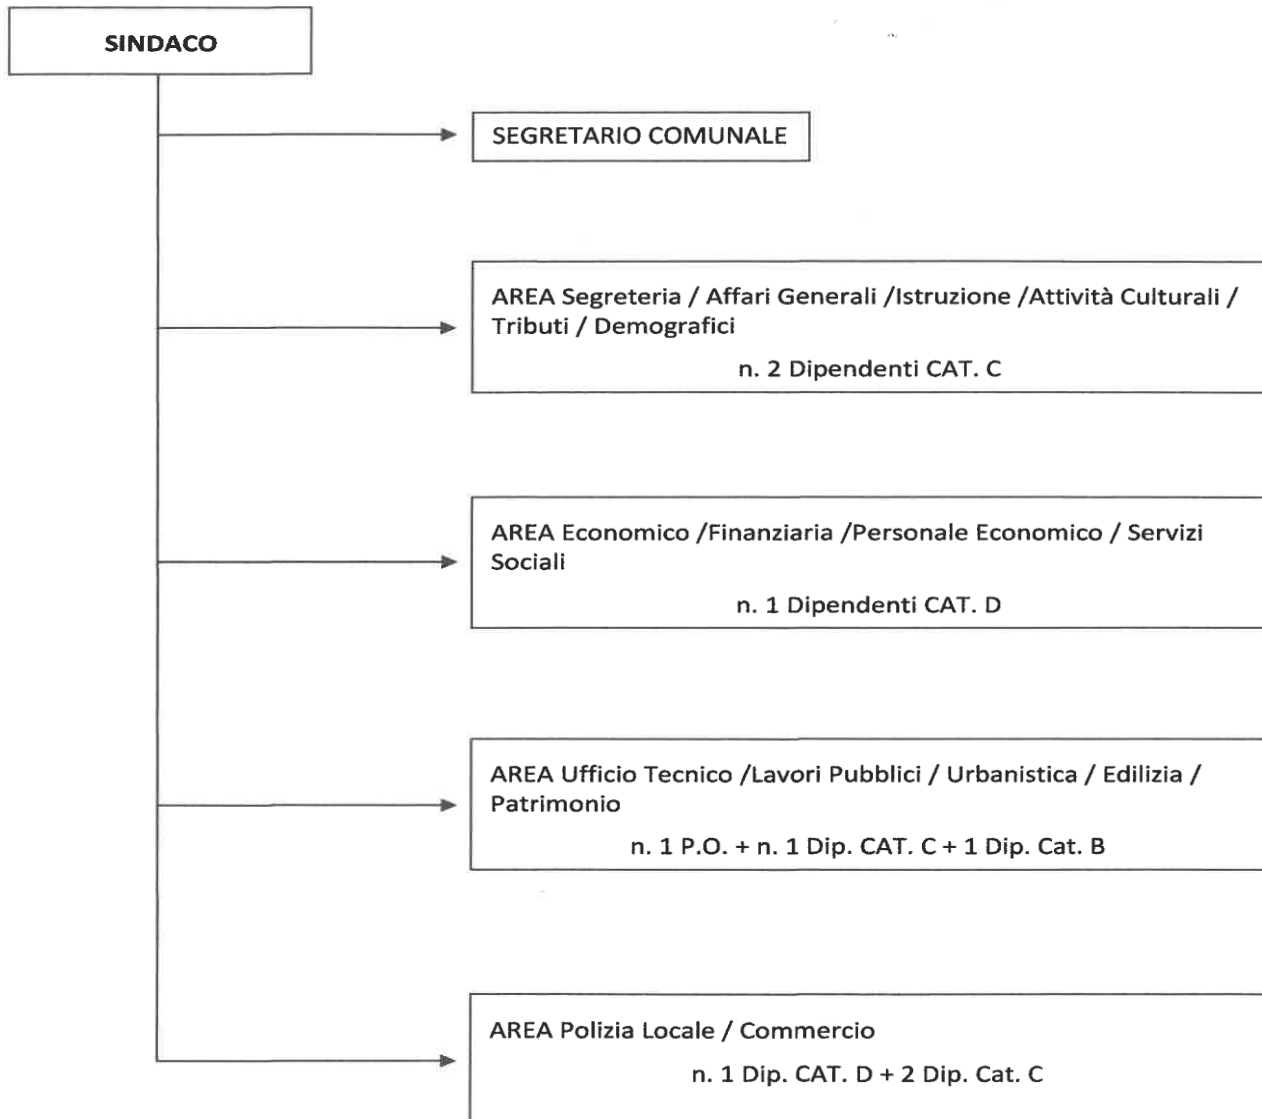 SINDACO
SEGRETARIO COMUNALE
AREA Segreteria / Affari Generali /Istruzione /Attività Culturali /
Tributi / Demografici
n. 2 Dipendenti CAT. C
AREA Economico /Finanziaria /Personale Economico / Servizi
Sociali
n. 1 Dipendenti CAT. D
AREA Ufficio Tecnico /Lavori Pubblici / Urbanistica / Edilizia /
Patrimonio
n. 1 P.O. + n. 1 Dip. CAT. C + 1 Dip. Cat. B
AREA Polizia Locale / Commercio
n. 1 Dip. CAT. D + 2 Dip. Cat. C